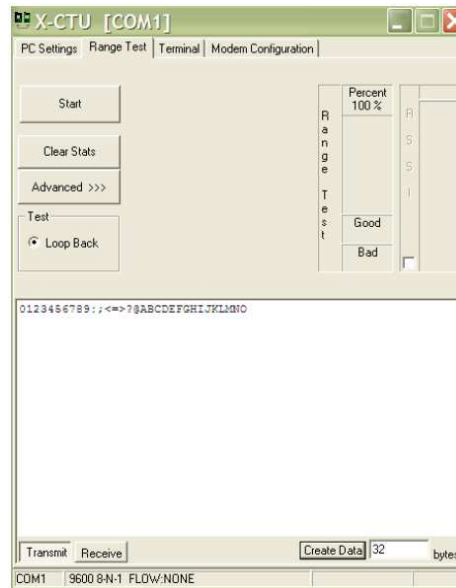 X-CTU [COM1]
PC Settings Range Test Terminal Modem Configuration
Start
Clear Stats
Advanced >>>
Test
Loop Back
Range Test
Percent
100 %
Good
Bad
RSSI
0123456789:;<=>?@ABCDEFGHIJKLMNO
Transmit Receive
Create Data 32 bytes
COM1 9600 8-N-1 FLOW:NONE